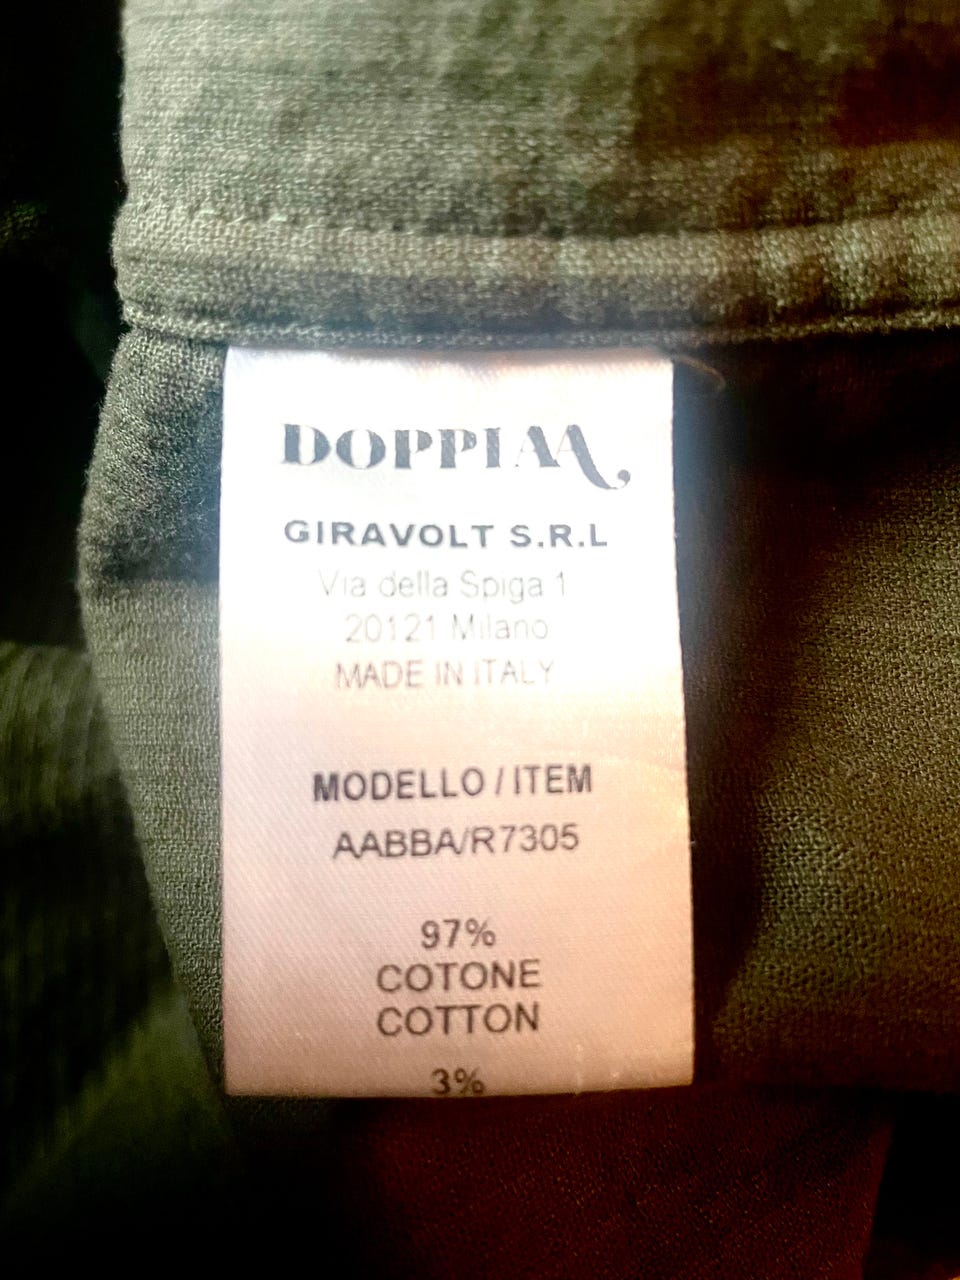 DOPPIAA
GIRAVOLT S.R.L
Via della Spiga 1
20121 Milano
MADE IN ITALY
MODELLO / ITEM
AABBA/R7305
97%
COTONE
COTTON
3%